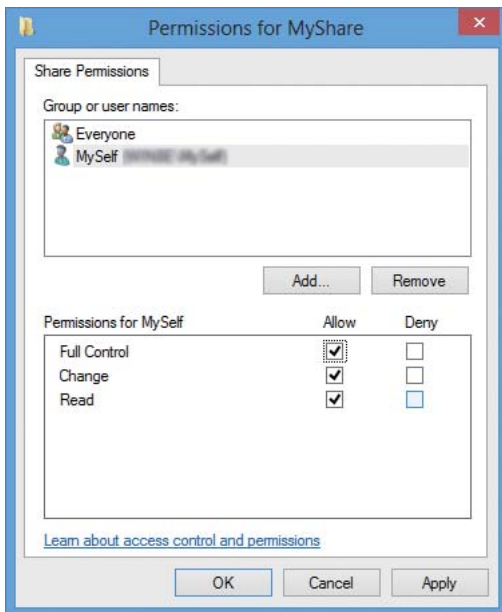 Permissions for MyShare
Share Permissions
Group or user names:
Everyone
MySelf
Add... Remove
Permissions for MySelf Allow Deny
Full Control
Change
Read
Learn about access control and permissions
OK Cancel Apply